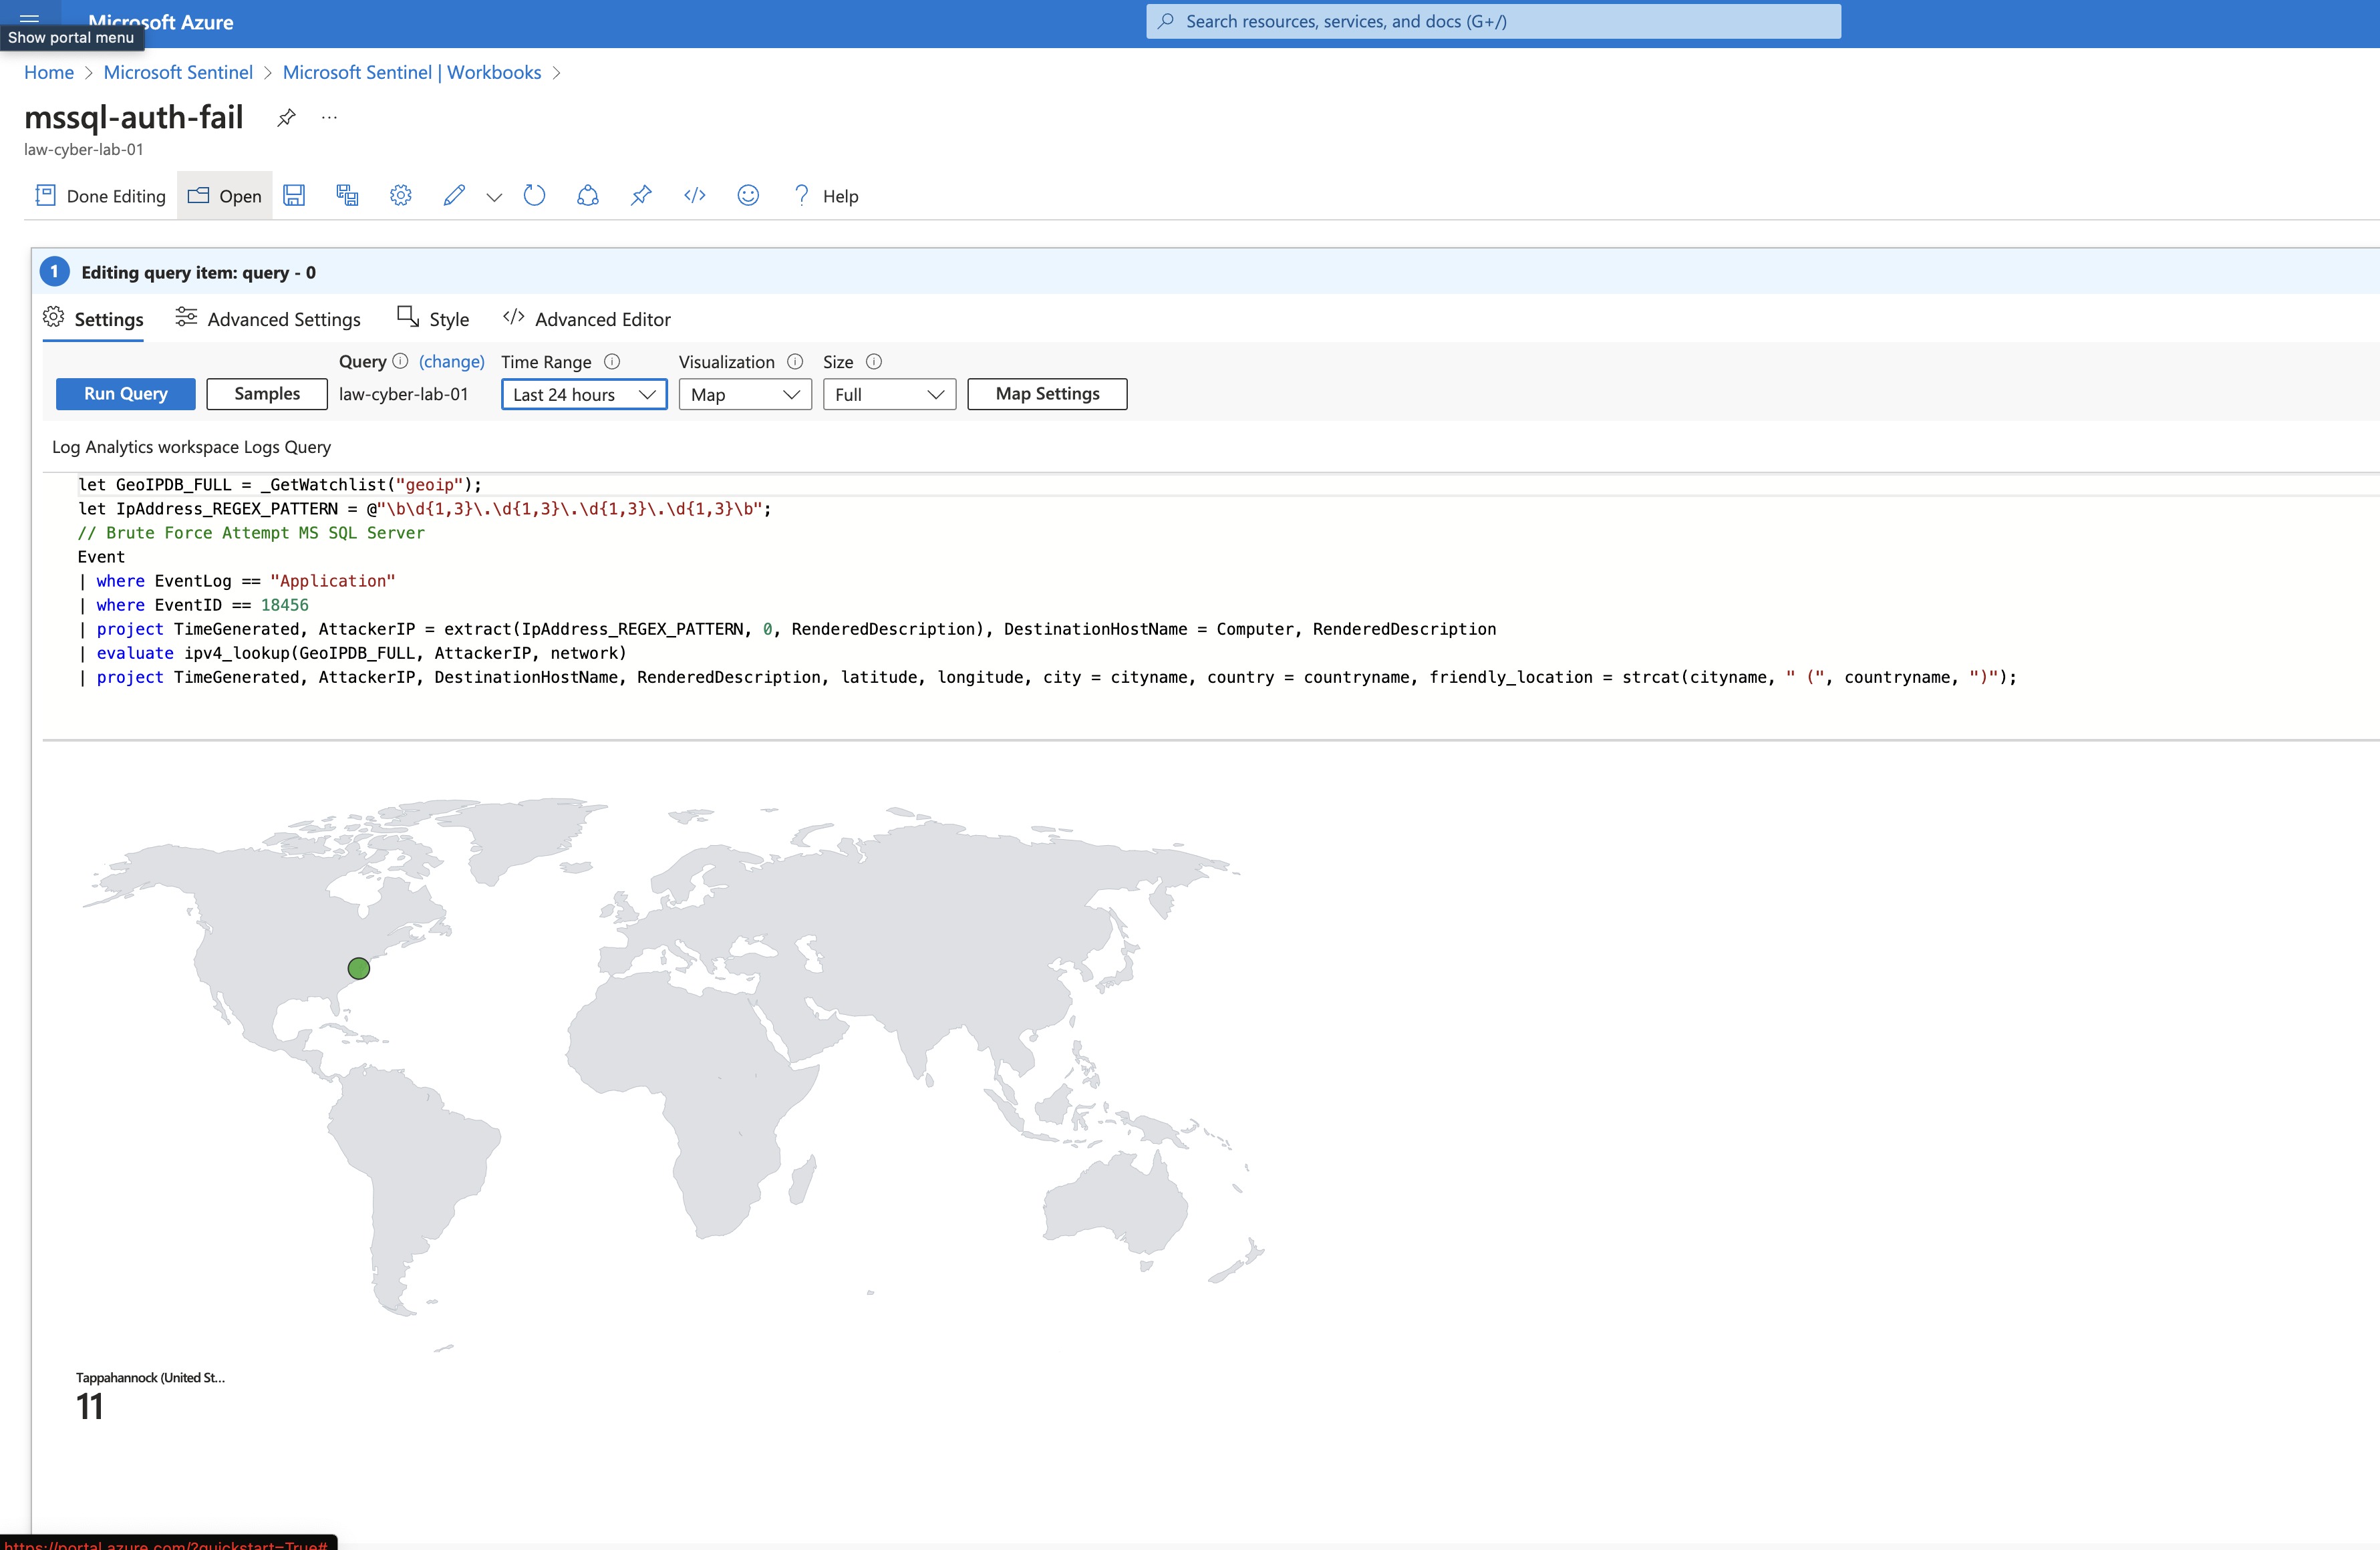 Microsoft Azure
Search resources, services, and docs (G+/)
Show portal menu
Home > Microsoft Sentinel > Microsoft Sentinel | Workbooks >
mssql-auth-fail
law-cyber-lab-01
Done Editing Open Help
1 Editing query item: query - 0
Settings Advanced Settings Style Advanced Editor
Query (change) Time Range Visualization Size
Run Query Samples law-cyber-lab-01 Last 24 hours Map Full Map Settings
Log Analytics workspace Logs Query
let GeoIPDB_FULL = _GetWatchlist("geoip");
let IpAddress_REGEX_PATTERN = @"\b\d{1,3}\.\d{1,3}\.\d{1,3}\.\d{1,3}\b";
// Brute Force Attempt MS SQL Server
Event
| where EventLog == "Application"
| where EventID == 18456
| project TimeGenerated, AttackerIP = extract(IpAddress_REGEX_PATTERN, 0, RenderedDescription), DestinationHostName = Computer, RenderedDescription
| evaluate ipv4_lookup(GeoIPDB_FULL, AttackerIP, network)
| project TimeGenerated, AttackerIP, DestinationHostName, RenderedDescription, latitude, longitude, city = cityname, country = countryname, friendly_location = strcat(cityname, " (", countryname, ")");
Tappahannock (United St...
11
https://portal.azure.com/?quickstart=True#